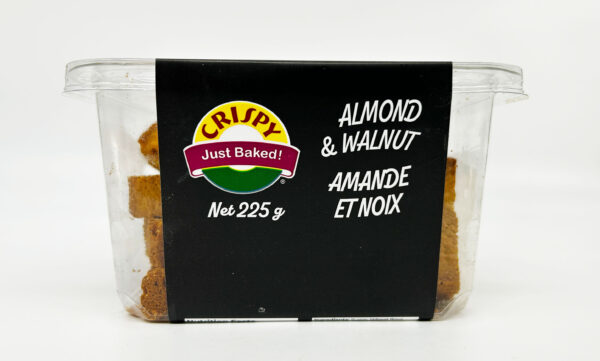 CRISPY
Just Baked!
®
Net 225 g
ALMOND
& WALNUT
AMANDE
ET NOIX